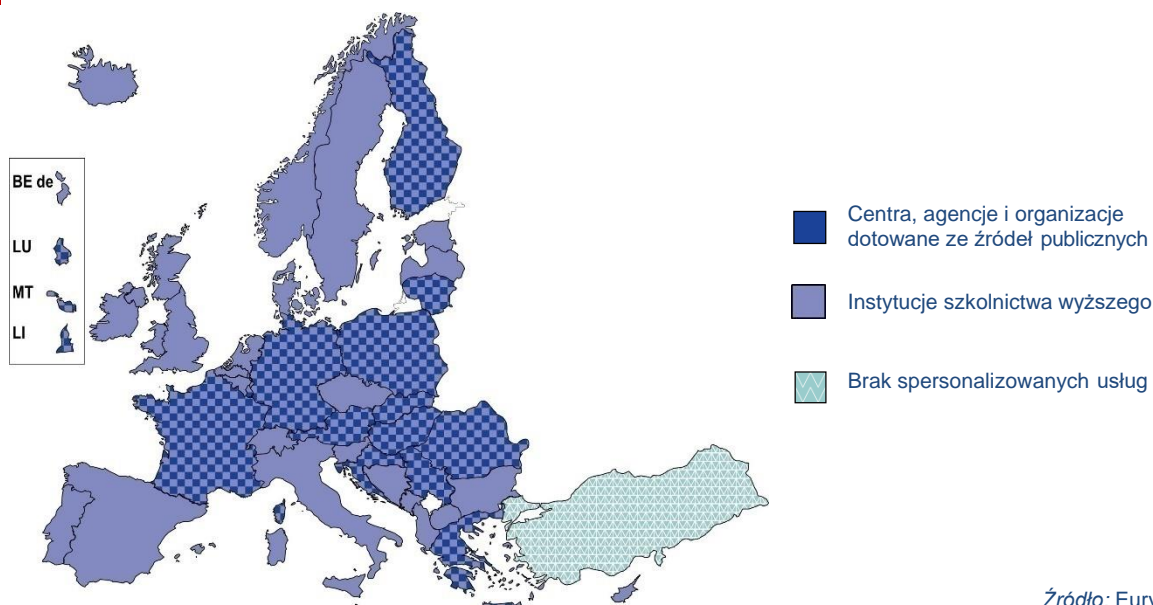 BE de
LU
MT
LI
Centra, agencje i organizacje
dotowane ze źródeł publicznych
Instytucje szkolnictwa wyższego
Brak spersonalizowanych usług
Źródło: Eury